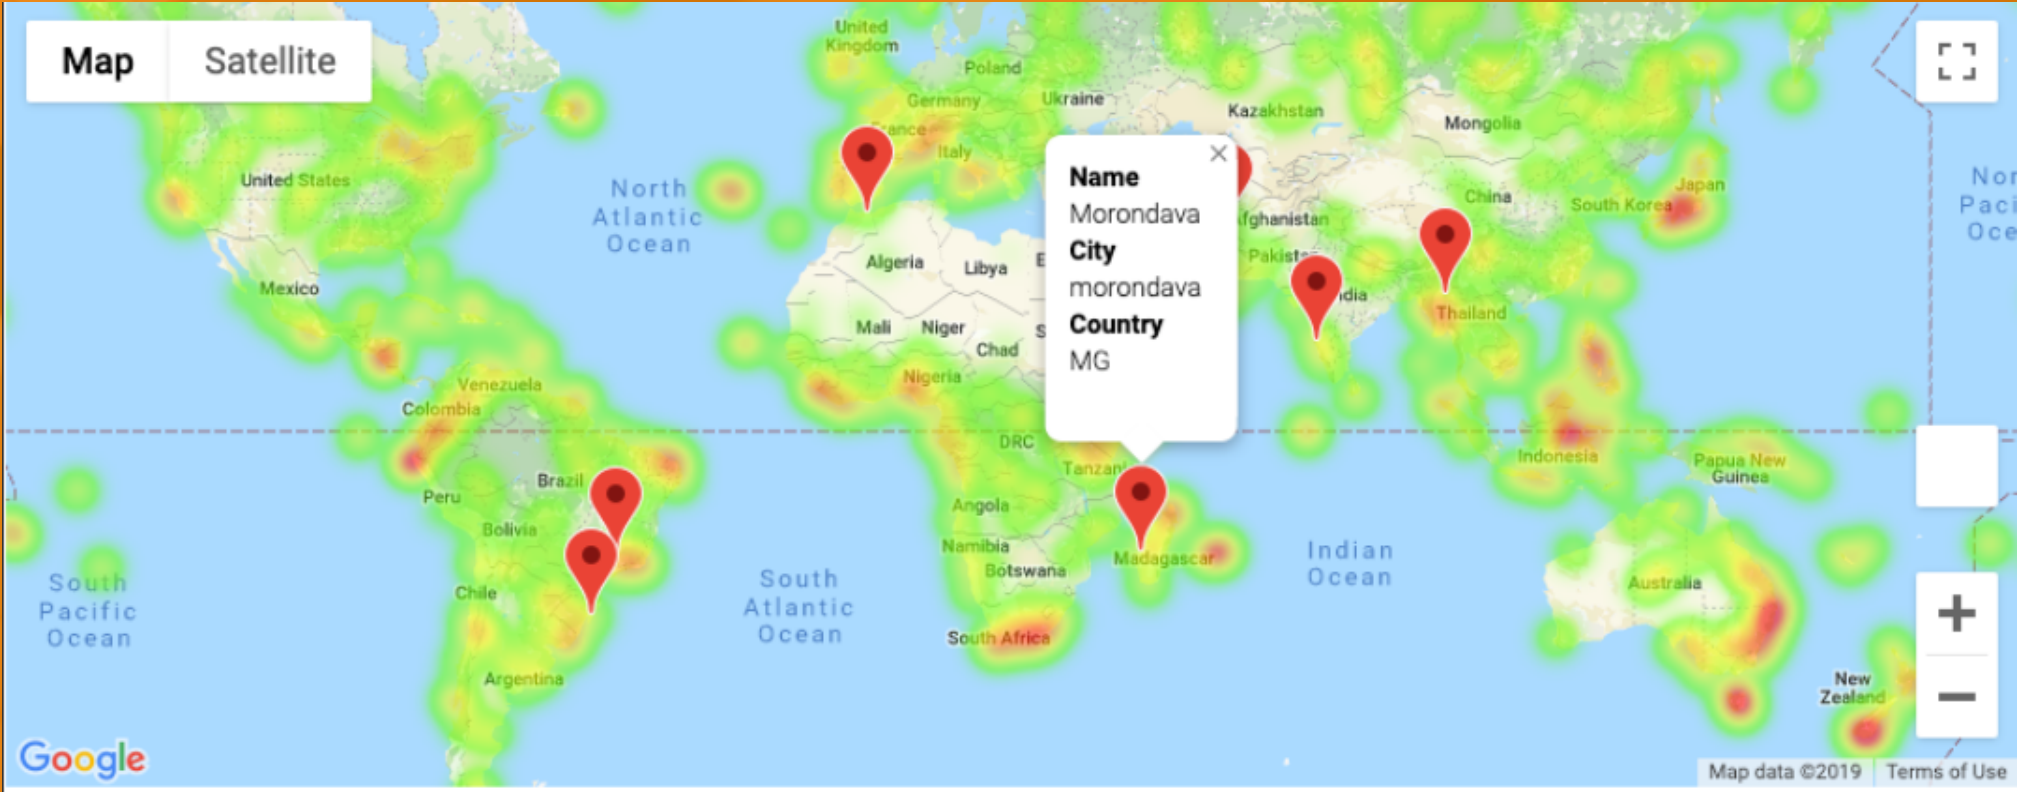 Map
Satellite
United
Kingdom
Poland
Germany
Ukraine
France
Italy
Kazakhstan
Mongolia
United States
North
Atlantic
Ocean
Mexico
Algeria
Libya
Mali
Niger
Chad
Nigeria
Name
Morondava
City
morondava
Country
MG
China
Japan
South Korea
Thailand
Venezuela
Colombia
DRC
Brazil
Peru
Angola
Bolivia
Namibia
Botswana
Madagascar
Indian
Ocean
Indonesia
Papua New
Guinea
Australia
Chile
South
Pacific
Ocean
South
Atlantic
Ocean
South Africa
Argentina
New
Zealand
Google
Map data ©2019
Terms of Use